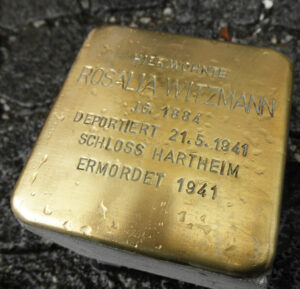 HIER WOHNTE
ROSALIA WITZMANN
JG. 1884
DEPORTIERT 21.5.1941
SCHLOSS HARTHEIM
ERMORDET 1941